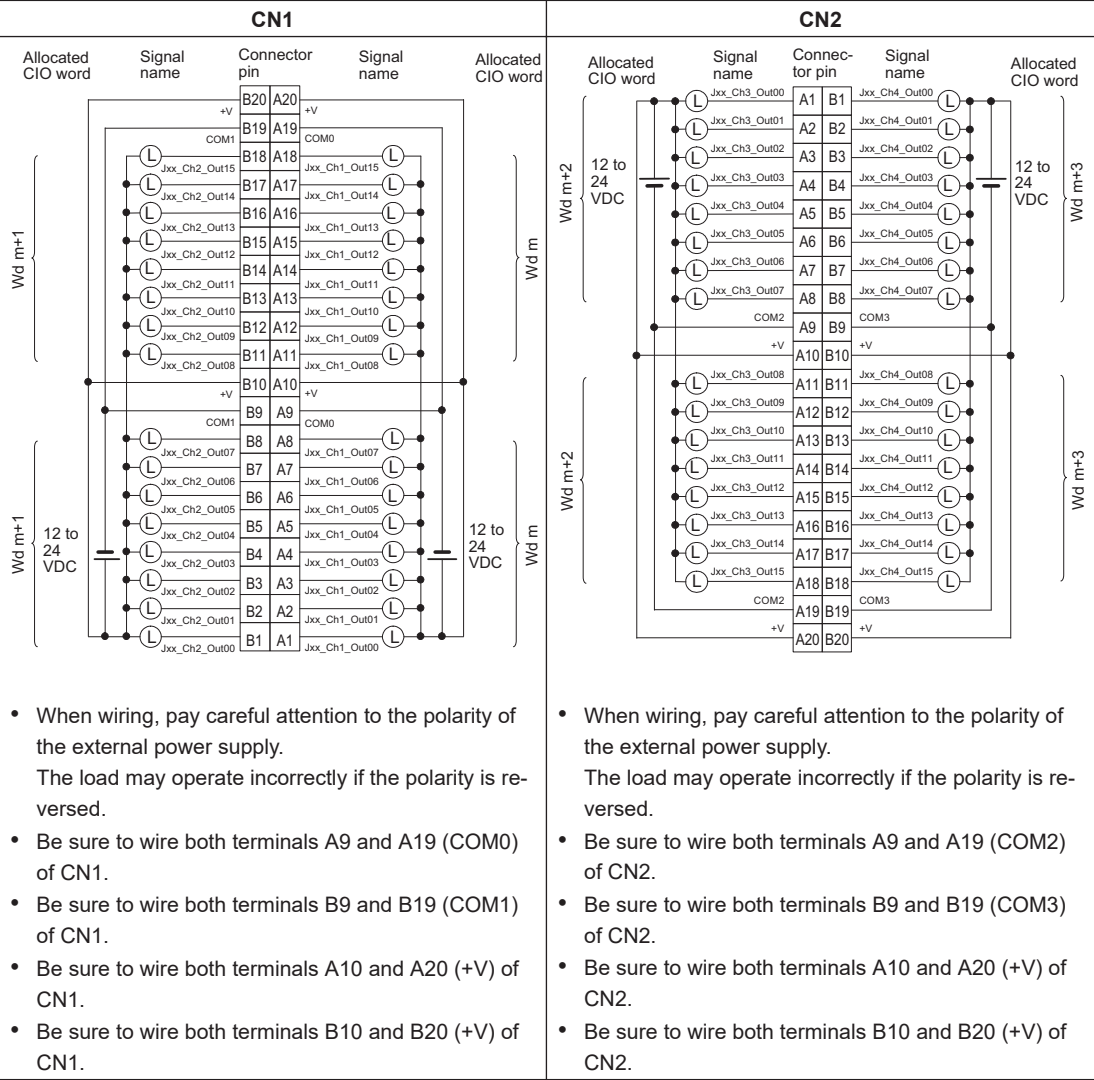 CN1
CN2
Allocated CIO word
Signal name
Connector pin
Signal name
Allocated CIO word
+V B20 A20 +V
COM1 B19 A19 COM0
L Jxx_Ch2_Out15 B18 A18 Jxx_Ch1_Out15 L
L Jxx_Ch2_Out14 B17 A17 Jxx_Ch1_Out14 L
L Jxx_Ch2_Out13 B16 A16 Jxx_Ch1_Out13 L
L Jxx_Ch2_Out12 B15 A15 Jxx_Ch1_Out12 L
L Jxx_Ch2_Out11 B14 A14 Jxx_Ch1_Out11 L
L Jxx_Ch2_Out10 B13 A13 Jxx_Ch1_Out10 L
L Jxx_Ch2_Out09 B12 A12 Jxx_Ch1_Out09 L
L Jxx_Ch2_Out08 B11 A11 Jxx_Ch1_Out08 L
Wd m+1
Wd m
+V B10 A10 +V
COM1 B9 A9 COM0
L Jxx_Ch2_Out07 B8 A8 Jxx_Ch1_Out07 L
L Jxx_Ch2_Out06 B7 A7 Jxx_Ch1_Out06 L
L Jxx_Ch2_Out05 B6 A6 Jxx_Ch1_Out05 L
L Jxx_Ch2_Out04 B5 A5 Jxx_Ch1_Out04 L
L Jxx_Ch2_Out03 B4 A4 Jxx_Ch1_Out03 L
L Jxx_Ch2_Out02 B3 A3 Jxx_Ch1_Out02 L
L Jxx_Ch2_Out01 B2 A2 Jxx_Ch1_Out01 L
L Jxx_Ch2_Out00 B1 A1 Jxx_Ch1_Out00 L
Wd m+1
12 to
24
VDC
12 to
24
VDC
Wd m
Allocated CIO word
Signal name
Connec-
tor pin
Signal name
Allocated CIO word
L Jxx_Ch3_Out00 A1 B1 Jxx_Ch4_Out00 L
L Jxx_Ch3_Out01 A2 B2 Jxx_Ch4_Out01 L
L Jxx_Ch3_Out02 A3 B3 Jxx_Ch4_Out02 L
L Jxx_Ch3_Out03 A4 B4 Jxx_Ch4_Out03 L
L Jxx_Ch3_Out04 A5 B5 Jxx_Ch4_Out04 L
L Jxx_Ch3_Out05 A6 B6 Jxx_Ch4_Out05 L
L Jxx_Ch3_Out06 A7 B7 Jxx_Ch4_Out06 L
L Jxx_Ch3_Out07 A8 B8 Jxx_Ch4_Out07 L
Wd m+2
12 to
24
VDC
12 to
24
VDC
Wd m+3
COM2 A9 B9 COM3
+V A10 B10 +V
L Jxx_Ch3_Out08 A11 B11 Jxx_Ch4_Out08 L
L Jxx_Ch3_Out09 A12 B12 Jxx_Ch4_Out09 L
L Jxx_Ch3_Out10 A13 B13 Jxx_Ch4_Out10 L
L Jxx_Ch3_Out11 A14 B14 Jxx_Ch4_Out11 L
L Jxx_Ch3_Out12 A15 B15 Jxx_Ch4_Out12 L
L Jxx_Ch3_Out13 A16 B16 Jxx_Ch4_Out13 L
L Jxx_Ch3_Out14 A17 B17 Jxx_Ch4_Out14 L
L Jxx_Ch3_Out15 A18 B18 Jxx_Ch4_Out15 L
Wd m+2
Wd m+3
COM2 A19 B19 COM3
+V A20 B20 +V
• When wiring, pay careful attention to the polarity of
the external power supply.
The load may operate incorrectly if the polarity is re-
versed.
• Be sure to wire both terminals A9 and A19 (COM0)
of CN1.
• Be sure to wire both terminals B9 and B19 (COM1)
of CN1.
• Be sure to wire both terminals A10 and A20 (+V) of
CN1.
• Be sure to wire both terminals B10 and B20 (+V) of
CN1.
• When wiring, pay careful attention to the polarity of
the external power supply.
The load may operate incorrectly if the polarity is re-
versed.
• Be sure to wire both terminals A9 and A19 (COM2)
of CN2.
• Be sure to wire both terminals B9 and B19 (COM3)
of CN2.
• Be sure to wire both terminals A10 and A20 (+V) of
CN2.
• Be sure to wire both terminals B10 and B20 (+V) of
CN2.